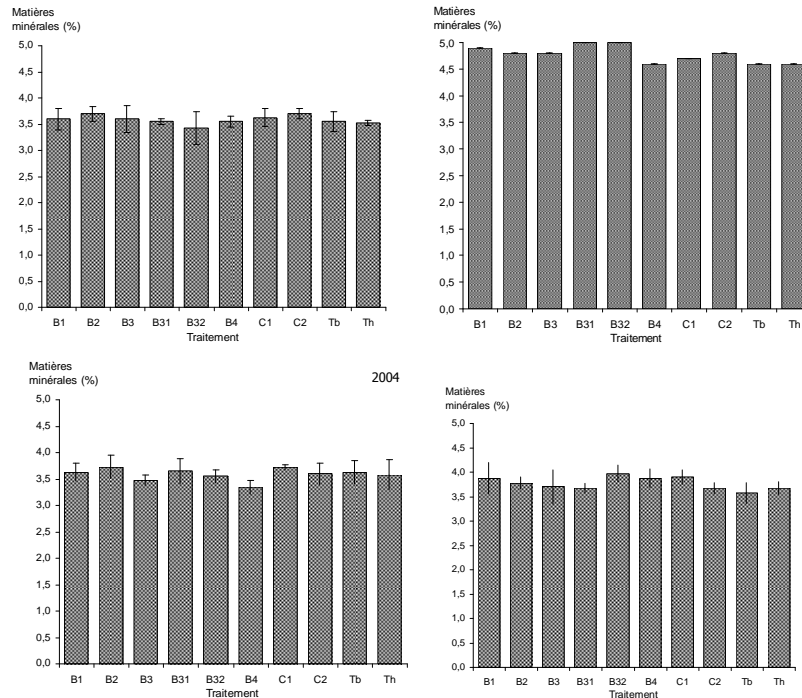 Matières
minérales (%)
5,0
4,5
4,0
3,5
3,0
2,5
2,0
1,5
1,0
0,5
0,0
B1 B2 B3 B31 B32 B4 C1 C2 Tb Th
Traitement
Matières
minérales (%)
5,0
4,5
4,0
3,5
3,0
2,5
2,0
1,5
1,0
0,5
0,0
B1 B2 B3 B31 B32 B4 C1 C2 Tb Th
Traitement
Matières
minérales (%)
2004
5,0
4,5
4,0
3,5
3,0
2,5
2,0
1,5
1,0
0,5
0,0
B1 B2 B3 B31 B32 B4 C1 C2 Tb Th
Traitement
Matières
minérales (%)
5,0
4,5
4,0
3,5
3,0
2,5
2,0
1,5
1,0
0,5
0,0
B1 B2 B3 B31 B32 B4 C1 C2 Tb Th
Traitement